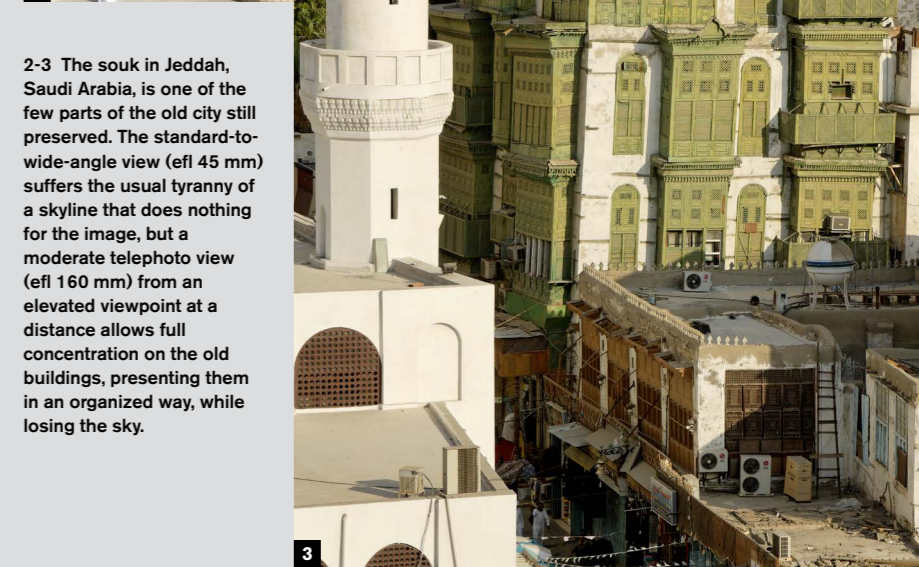 2-3 The souk in Jeddah,
Saudi Arabia, is one of the
few parts of the old city still
preserved. The standard-to-
wide-angle view (efl 45 mm)
suffers the usual tyranny of
a skyline that does nothing
for the image, but a
moderate telephoto view
(efl 160 mm) from an
elevated viewpoint at a
distance allows full
concentration on the old
buildings, presenting them
in an organized way, while
losing the sky.
3